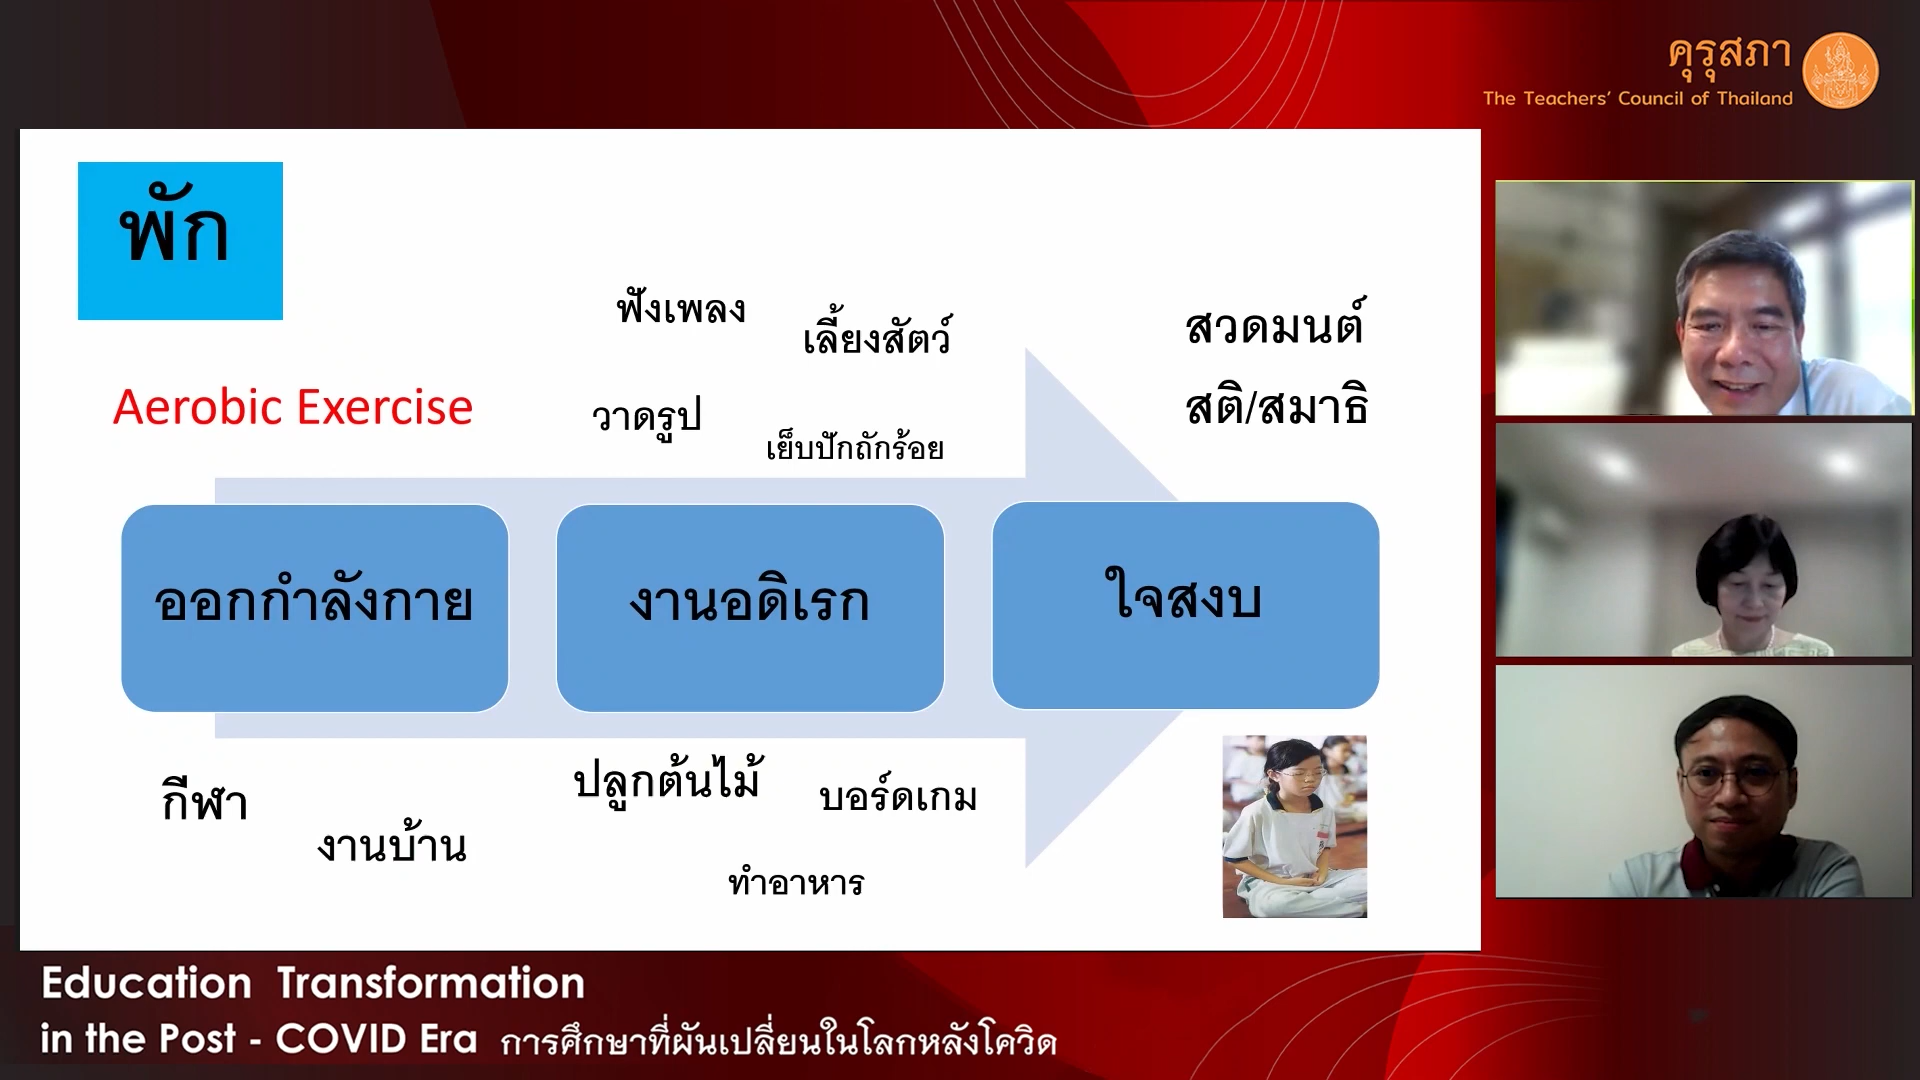 คุรุสภา
The Teachers' Council of Thailand
พัก
ฟังเพลง
เลี้ยงสัตว์
สวดมนต์
Aerobic Exercise
วาดรูป
เย็บปักถักร้อย
สติ/สมาธิ
ออกกำลังกาย
งานอดิเรก
ใจสงบ
กีฬา
งานบ้าน
ปลูกต้นไม้
บอร์ดเกม
ทำอาหาร
Education Transformation
in the Post - COVID Era การศึกษาที่ผันเปลี่ยนในโลกหลังโควิด